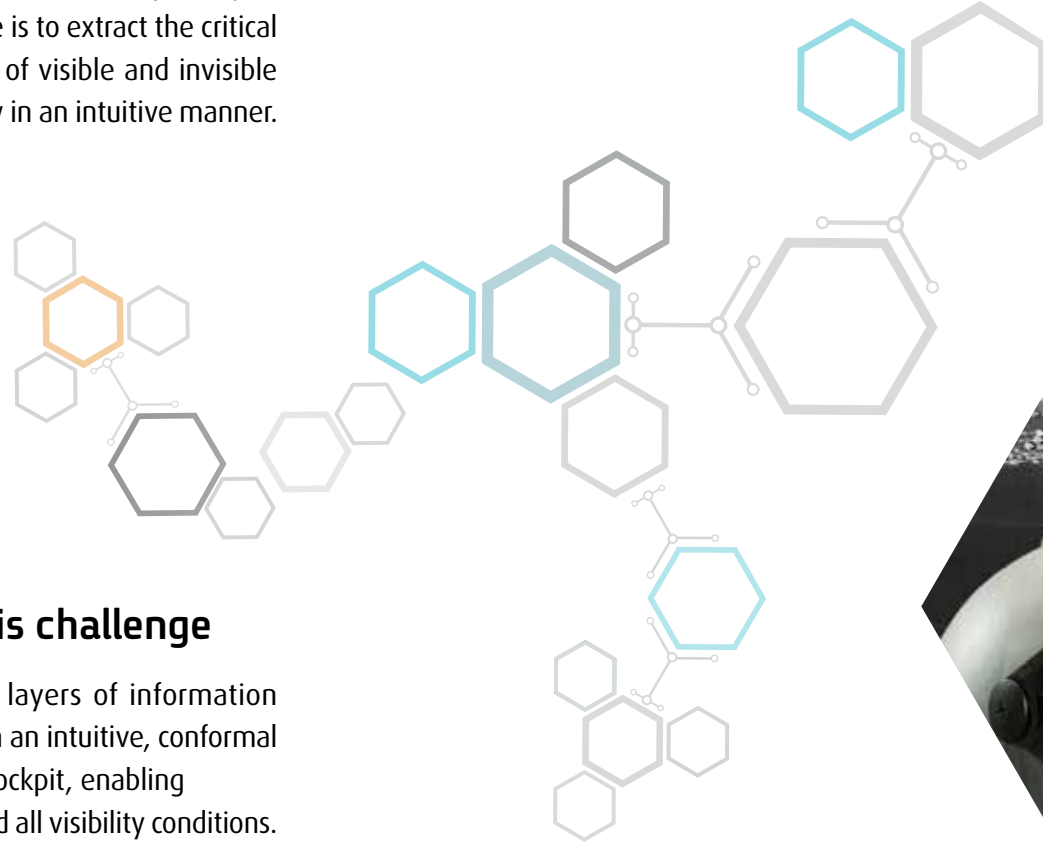 e is to extract the critical
of visible and invisible
in an intuitive manner.
is challenge
layers of information
an intuitive, conformal
ockpit, enabling
d all visibility conditions.